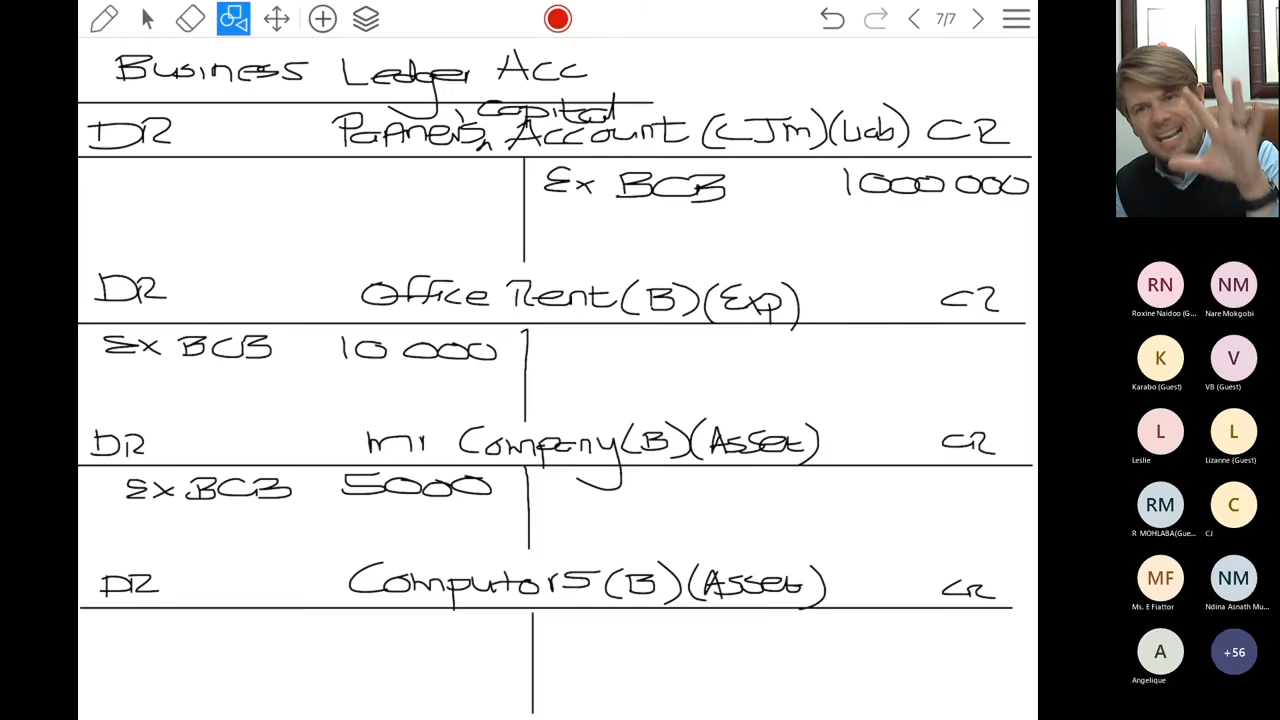 7/7
Business Ledger Acc
capital
DR Partners, Account (CJM)(Liab) CR
Ex BCB 1000 000
DR Office Rent (B)(Exp) CR
Ex BCB 10 000
DR Mr Company (B)(Asset) CR
Ex BCB 5000
DR Computors (B)(Asset) CR
RN NM
Roxine Naidoo (G... Nare Mokgobi
K V
Karabo (Guest) VB (Guest)
L L
Leslie Lizanne (Guest)
RM C
R MOHLABA(Gue... CJ
MF NM
Ms. E Fiattor Ndina Asnath Mu...
A +56
Angelique